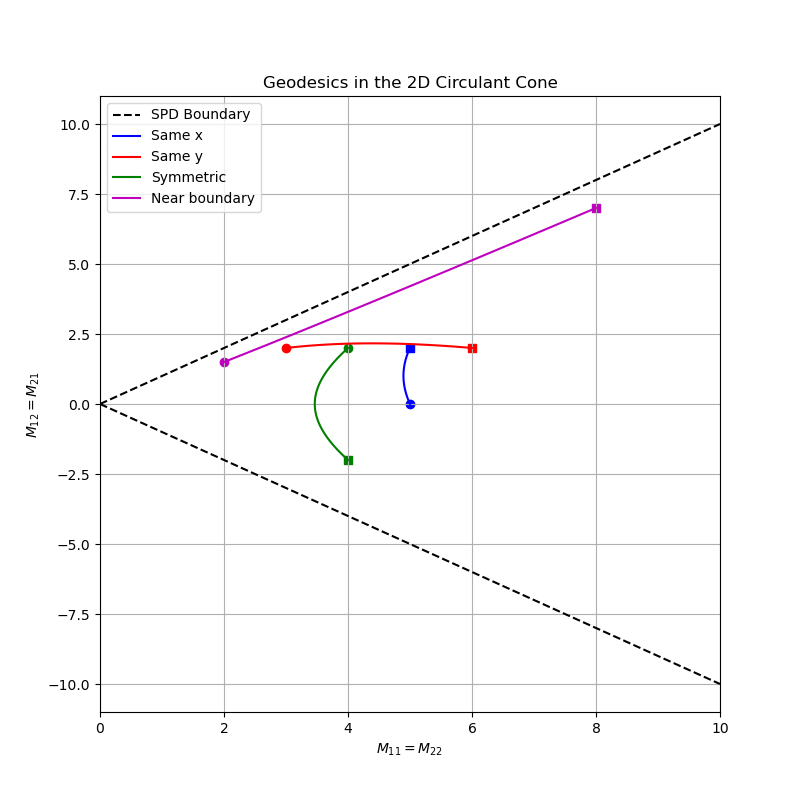 Geodesics in the 2D Circulant Cone
SPD Boundary
Same x
Same y
Symmetric
Near boundary
10.0
7.5
5.0
2.5
0.0
−2.5
−5.0
−7.5
−10.0
M₁₂ = M₂₁
0 2 4 6 8 10
M₁₁ = M₂₂